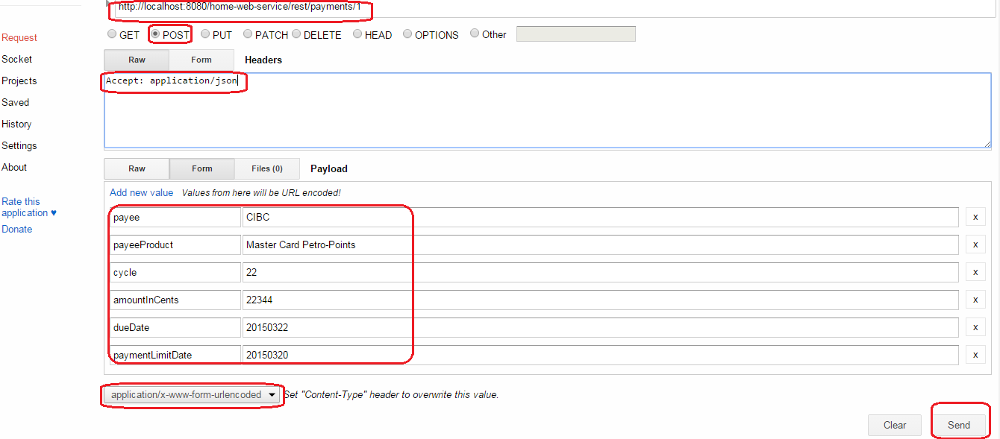 http://localhost:8080/home-web-service/rest/payments/1
GET POST PUT PATCH DELETE HEAD OPTIONS Other
Request
Socket
Projects
Saved
History
Settings
About
Rate this
application ♥
Donate
Raw Form Headers
Accept: application/json
Raw Form Files (0) Payload
Add new value Values from here will be URL encoded!
payee CIBC x
payeeProduct Master Card Petro-Points x
cycle 22 x
amountInCents 22344 x
dueDate 20150322 x
paymentLimitDate 20150320 x
application/x-www-form-urlencoded Set "Content-Type" header to overwrite this value.
Clear Send